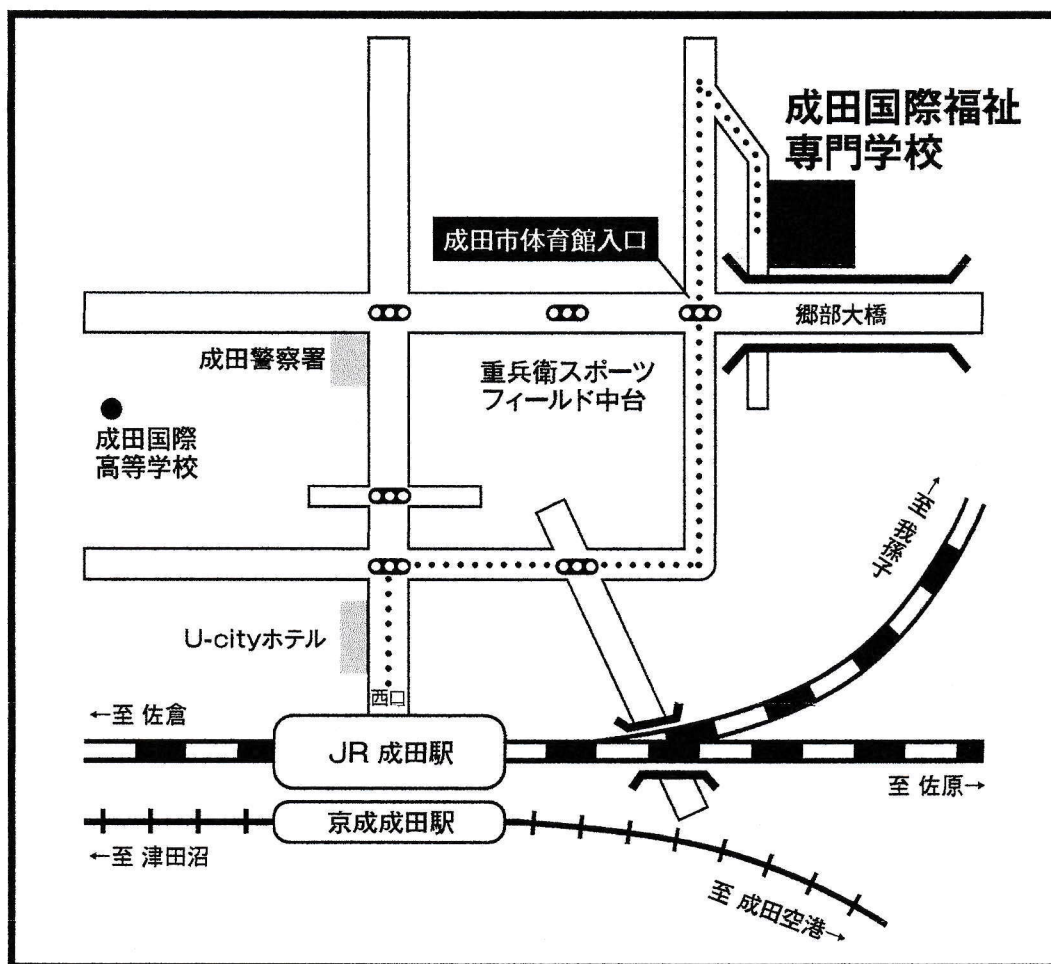 成田国際福祉
専門学校
成田市体育館入口
郷部大橋
成田警察署
重兵衛スポーツ
フィールド中台
成田国際
高等学校
←至 我孫子
U-cityホテル
西口
←至 佐倉
JR 成田駅
至 佐原→
京成成田駅
←至 津田沼
至 成田空港→